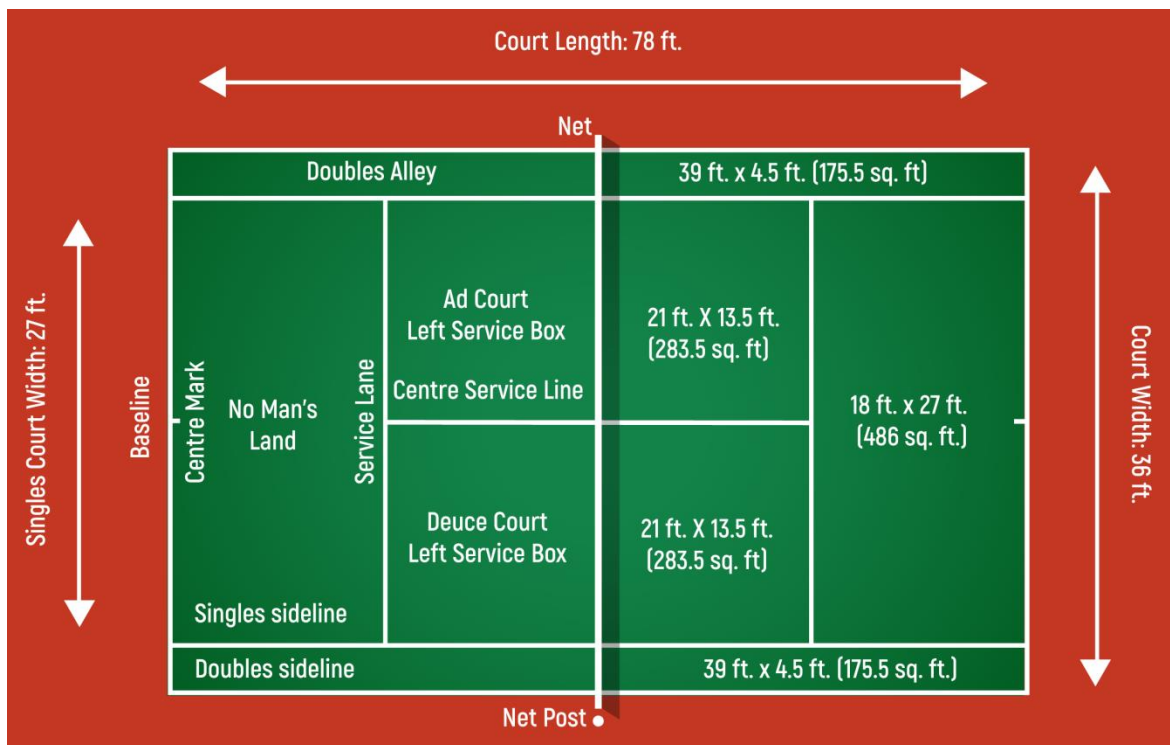 Court Length: 78 ft.
Net
Doubles Alley
39 ft. x 4.5 ft. (175.5 sq. ft)
Singles Court Width: 27 ft.
Baseline
Centre Mark
No Man's
Land
Service Lane
Ad Court
Left Service Box
Centre Service Line
21 ft. X 13.5 ft.
(283.5 sq. ft)
18 ft. x 27 ft.
(486 sq. ft.)
Court Width: 36 ft.
Deuce Court
Left Service Box
21 ft. X 13.5 ft.
(283.5 sq. ft)
Singles sideline
Doubles sideline
39 ft. x 4.5 ft. (175.5 sq. ft.)
Net Post